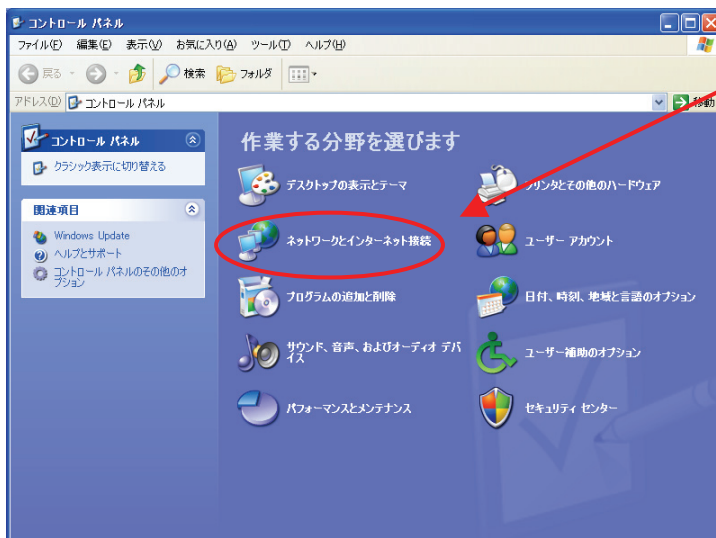 コントロール パネル
ファイル(F) 編集(E) 表示(V) お気に入り(A) ツール(T) ヘルプ(H)
戻る 検索 フォルダ
アドレス(D) コントロール パネル 移動
コントロール パネル
クラシック表示に切り替える
関連項目
Windows Update
ヘルプとサポート
コントロール パネルのその他のオ
プション
作業する分野を選びます
デスクトップの表示とテーマ
プリンタとその他のハードウェア
ネットワークとインターネット接続
ユーザー アカウント
プログラムの追加と削除
日付、時刻、地域と言語のオプション
サウンド、音声、およびオーディオ デバ
イス
ユーザー補助のオプション
パフォーマンスとメンテナンス
セキュリティ センター